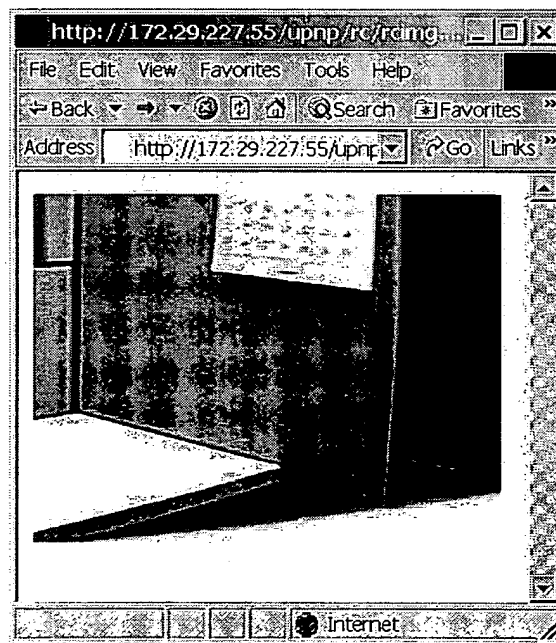 http://172.29.227.55/upnp/rc/rcimg....
File Edit View Favorites Tools Help
Back Search Favorites »
Address http://172.29.227.55/upnp Go Links »
Internet